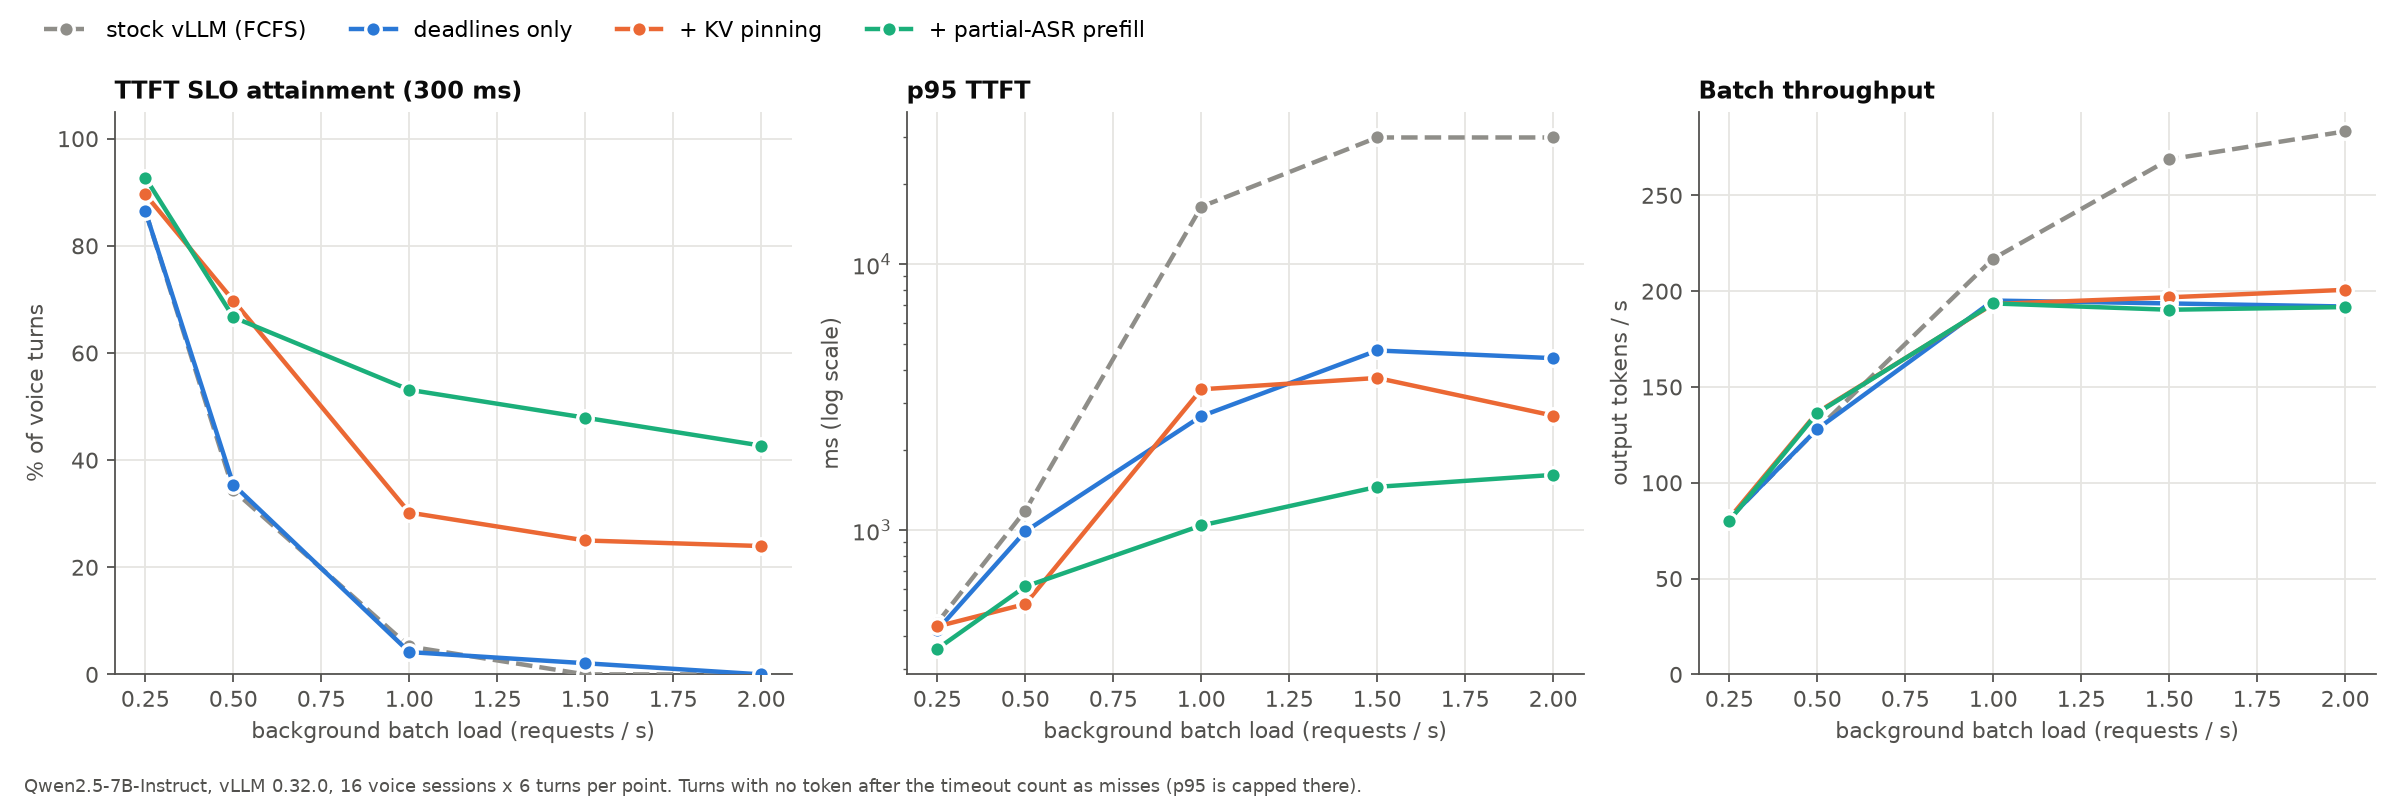 stock vLLM (FCFS)
deadlines only
+ KV pinning
+ partial-ASR prefill
TTFT SLO attainment (300 ms)
% of voice turns
100
80
60
40
20
0
0.25 0.50 0.75 1.00 1.25 1.50 1.75 2.00
background batch load (requests / s)
p95 TTFT
ms (log scale)
10⁴
10³
0.25 0.50 0.75 1.00 1.25 1.50 1.75 2.00
background batch load (requests / s)
Batch throughput
output tokens / s
250
200
150
100
50
0
0.25 0.50 0.75 1.00 1.25 1.50 1.75 2.00
background batch load (requests / s)
Qwen2.5-7B-Instruct, vLLM 0.32.0, 16 voice sessions x 6 turns per point. Turns with no token after the timeout count as misses (p95 is capped there).